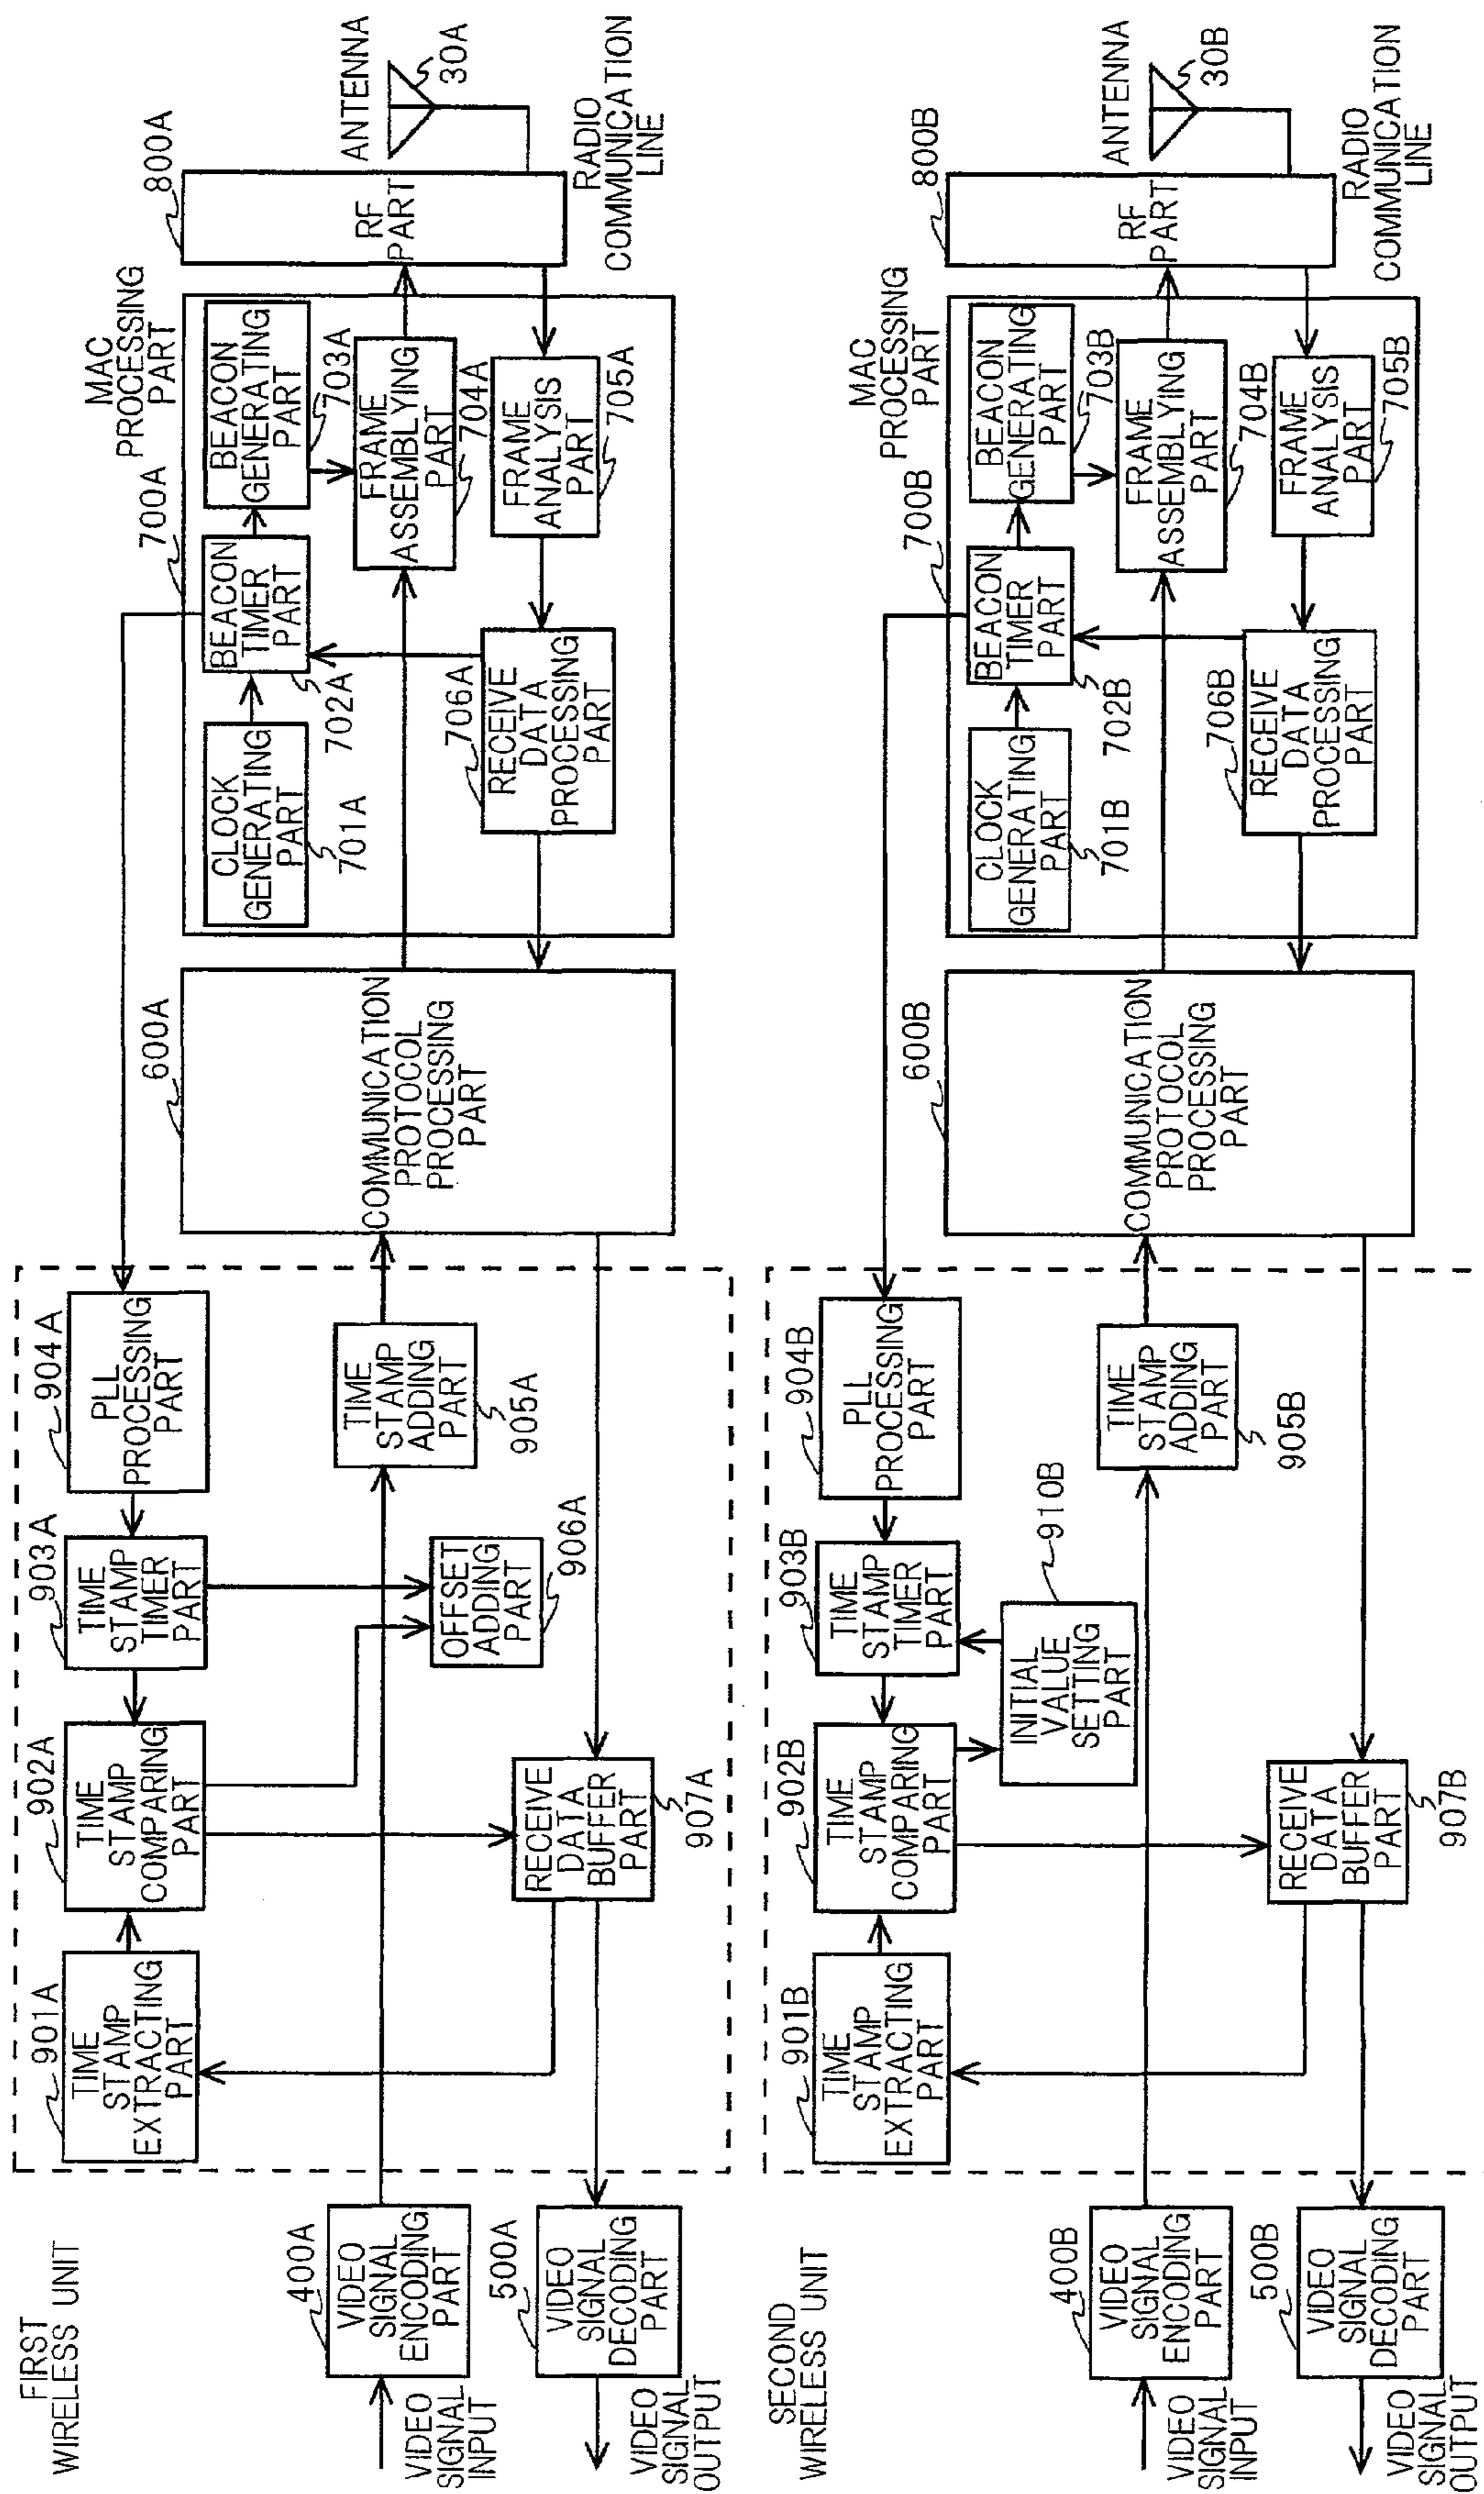 FIRST
WIRELESS UNIT
901A
TIME
STAMP
EXTRACTING
PART
902A
TIME
STAMP
COMPARING
PART
903A
TIME
STAMP
TIMER
PART
904A
PLL
PROCESSING
PART
400A
VIDEO
SIGNAL
ENCODING
PART
VIDEO
SIGNAL
INPUT
500A
VIDEO
SIGNAL
DECODING
PART
VIDEO
SIGNAL
OUTPUT
OFFSET
ADDING
PART
906A
TIME
STAMP
ADDING
PART
905A
RECEIVE
DATA
BUFFER
PART
907A
600A
COMMUNICATION
PROTOCOL
PROCESSING
PART
700A
MAC
PROCESSING
PART
CLOCK
GENERATING
PART
701A
BEACON
TIMER
PART
702A
BEACON
GENERATING
PART
703A
FRAME
ASSEMBLYING
PART
704A
706A
RECEIVE
DATA
PROCESSING
PART
FRAME
ANALYSIS
PART
705A
800A
RF
PART
ANTENNA
30A
RADIO
COMMUNICATION
LINE
SECOND
WIRELESS UNIT
901B
TIME
STAMP
EXTRACTING
PART
902B
TIME
STAMP
COMPARING
PART
903B
TIME
STAMP
TIMER
PART
904B
PLL
PROCESSING
PART
INITIAL
VALUE
SETTING
PART
910B
400B
VIDEO
SIGNAL
ENCODING
PART
VIDEO
SIGNAL
INPUT
500B
VIDEO
SIGNAL
DECODING
PART
VIDEO
SIGNAL
OUTPUT
TIME
STAMP
ADDING
PART
905B
RECEIVE
DATA
BUFFER
PART
907B
600B
COMMUNICATION
PROTOCOL
PROCESSING
PART
700B
MAC
PROCESSING
PART
CLOCK
GENERATING
PART
701B
BEACON
TIMER
PART
702B
BEACON
GENERATING
PART
703B
FRAME
ASSEMBLYING
PART
704B
706B
RECEIVE
DATA
PROCESSING
PART
FRAME
ANALYSIS
PART
705B
800B
RF
PART
ANTENNA
30B
RADIO
COMMUNICATION
LINE